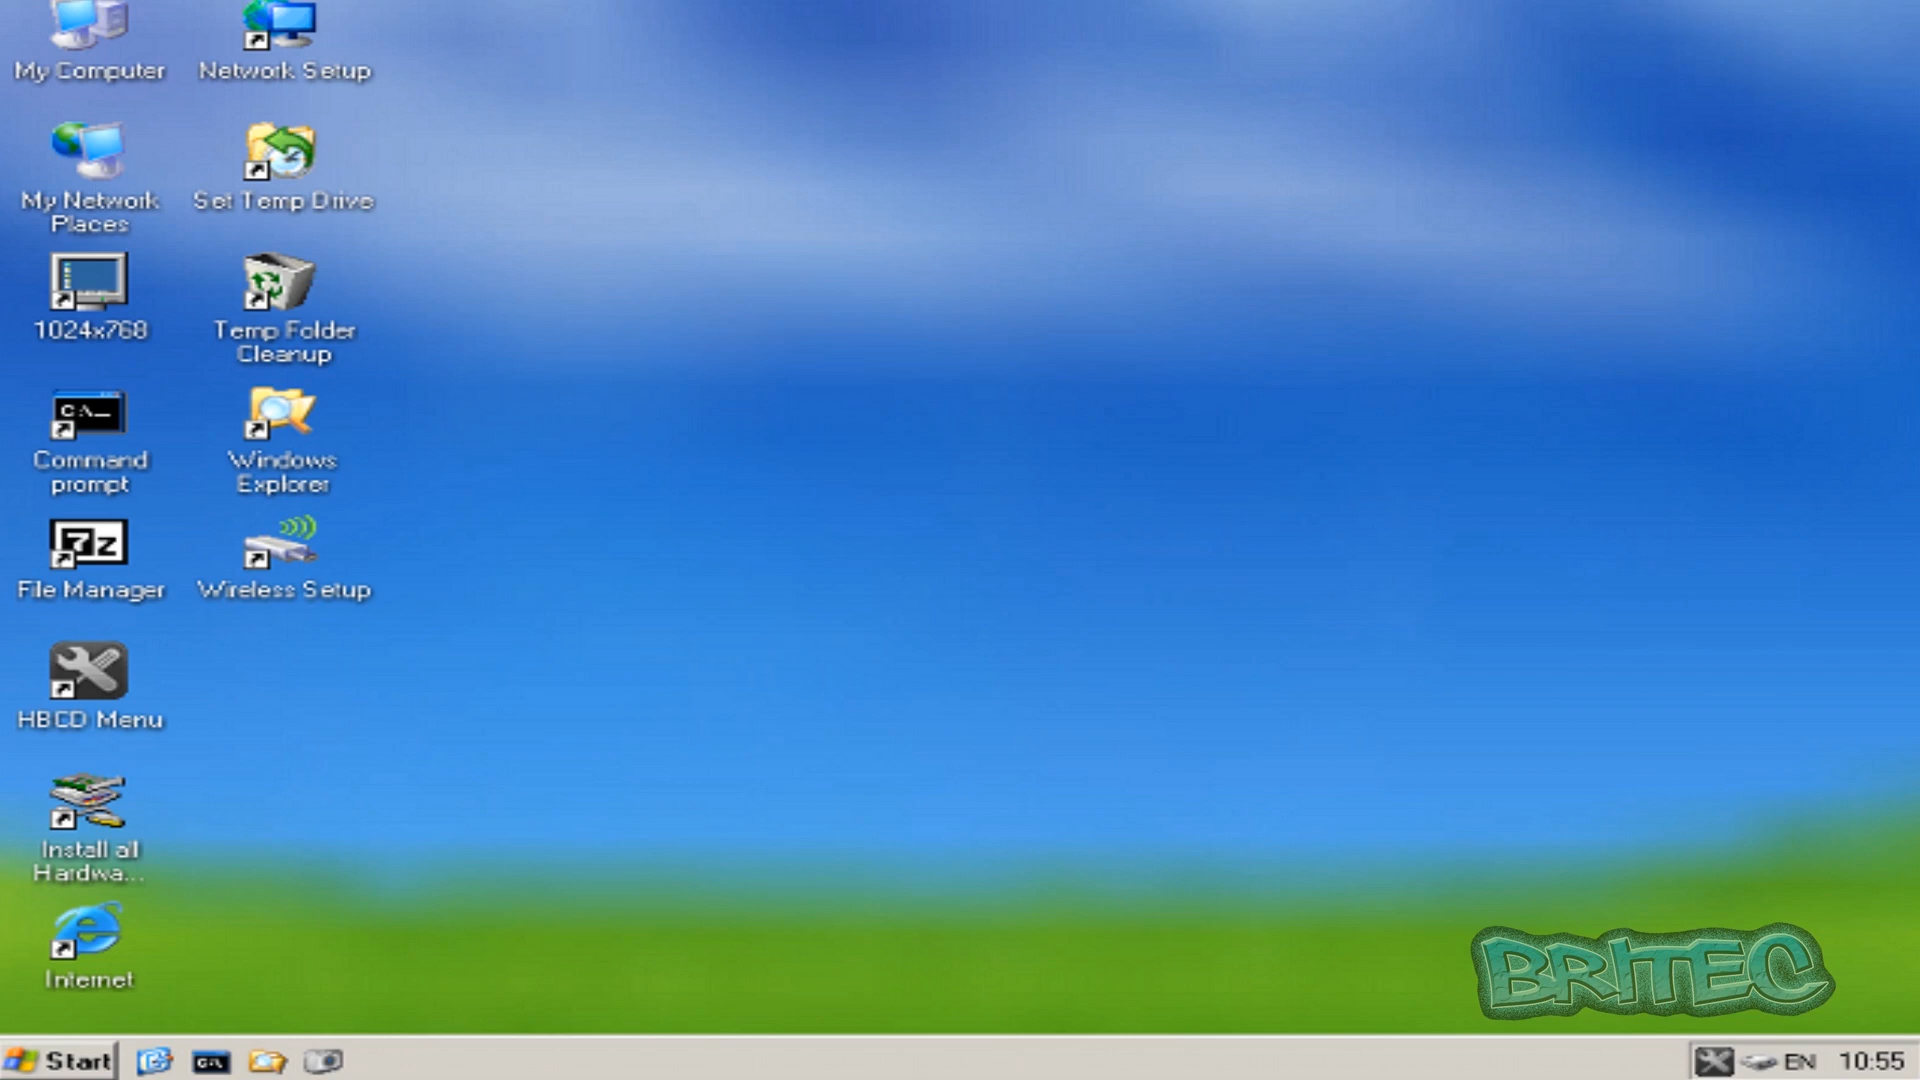 My Computer
Network Setup
My Network
Places
Set Temp Drive
1024x768
Temp Folder
Cleanup
C:\_
Command
prompt
Windows
Explorer
7z
File Manager
Wireless Setup
HBCD Menu
Install all
Hardwa...
Internet
BRITEC
Start
C:\
EN
10:55